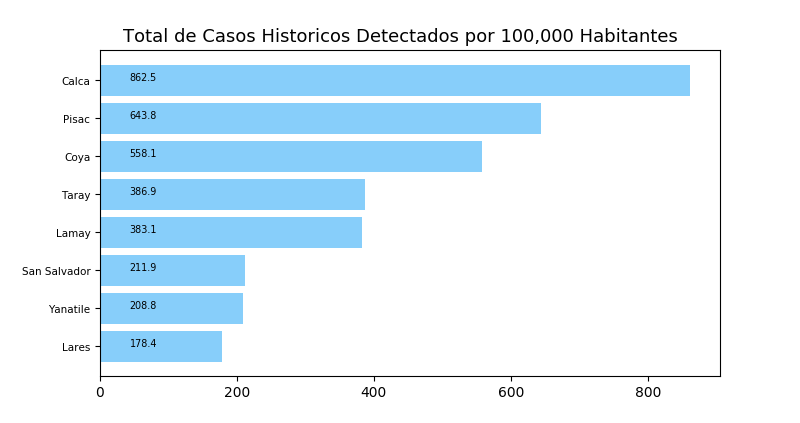 Total de Casos Historicos Detectados por 100,000 Habitantes
Calca 862.5
Pisac 643.8
Coya 558.1
Taray 386.9
Lamay 383.1
San Salvador 211.9
Yanatile 208.8
Lares 178.4
0 200 400 600 800